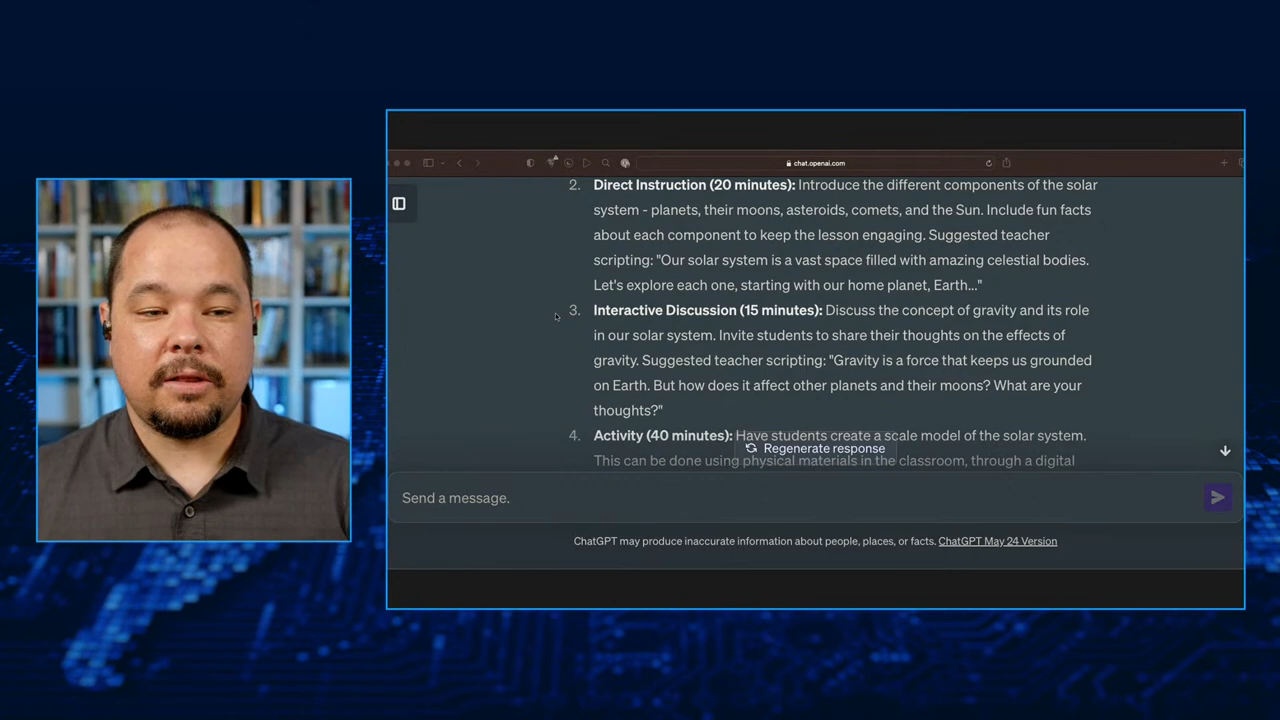 chat.openai.com
2. Direct Instruction (20 minutes): Introduce the different components of the solar
system - planets, their moons, asteroids, comets, and the Sun. Include fun facts
about each component to keep the lesson engaging. Suggested teacher
scripting: "Our solar system is a vast space filled with amazing celestial bodies.
Let's explore each one, starting with our home planet, Earth..."
3. Interactive Discussion (15 minutes): Discuss the concept of gravity and its role
in our solar system. Invite students to share their thoughts on the effects of
gravity. Suggested teacher scripting: "Gravity is a force that keeps us grounded
on Earth. But how does it affect other planets and their moons? What are your
thoughts?"
4. Activity (40 minutes): Have students create a scale model of the solar system.
Regenerate response
This can be done using physical materials in the classroom, through a digital
Send a message.
ChatGPT may produce inaccurate information about people, places, or facts. ChatGPT May 24 Version